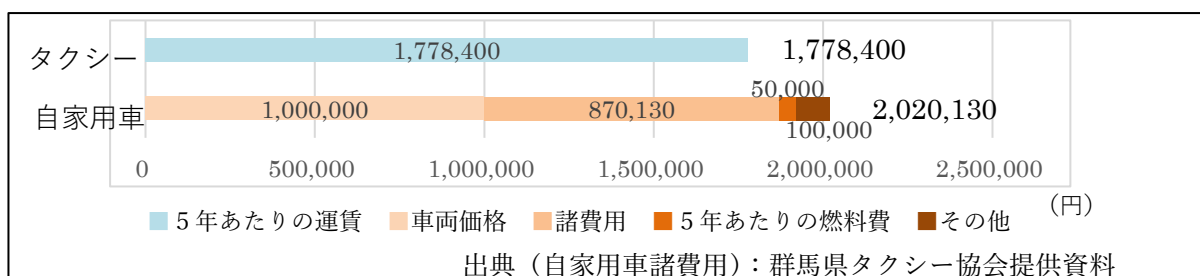 タクシー 1,778,400 1,778,400
50,000
自家用車 1,000,000 870,130 2,020,130
100,000
0 500,000 1,000,000 1,500,000 2,000,000 2,500,000
(円)
５年あたりの運賃 車両価格 諸費用 ５年あたりの燃料費 その他
出典（自家用車諸費用）：群馬県タクシー協会提供資料